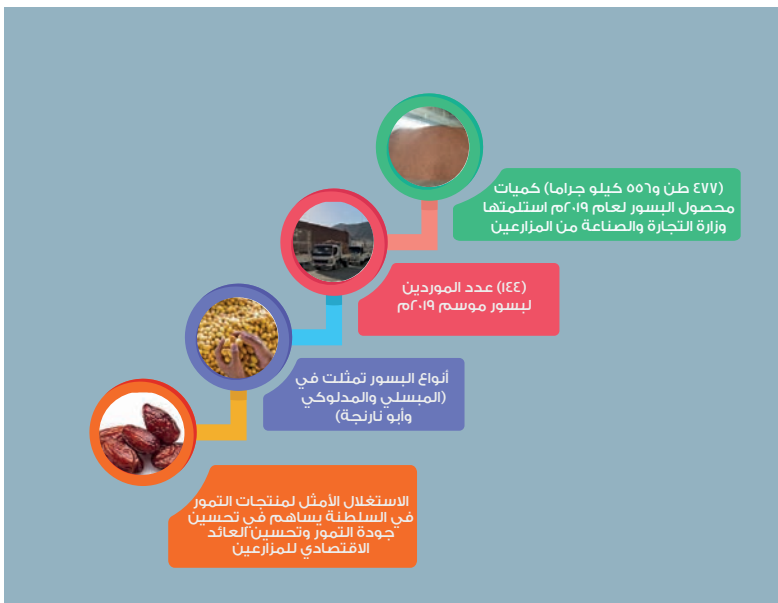 (٤٧٧ طن و٥٥٦ كيلو جراما) كميات
محصول البسور لعام ٢٠١٩م استلمتها
وزارة التجارة والصناعة من المزارعين
(١٤٤) عدد الموردين
لبسور موسم ٢٠١٩م
أنواع البسور تمثلت في
(المبسلي والمدلوكي
وأبو نارنجة)
الاستغلال الأمثل لمنتجات التمور
في السلطنة يساهم في تحسين
جودة التمور وتحسين العائد
الاقتصادي للمزارعين